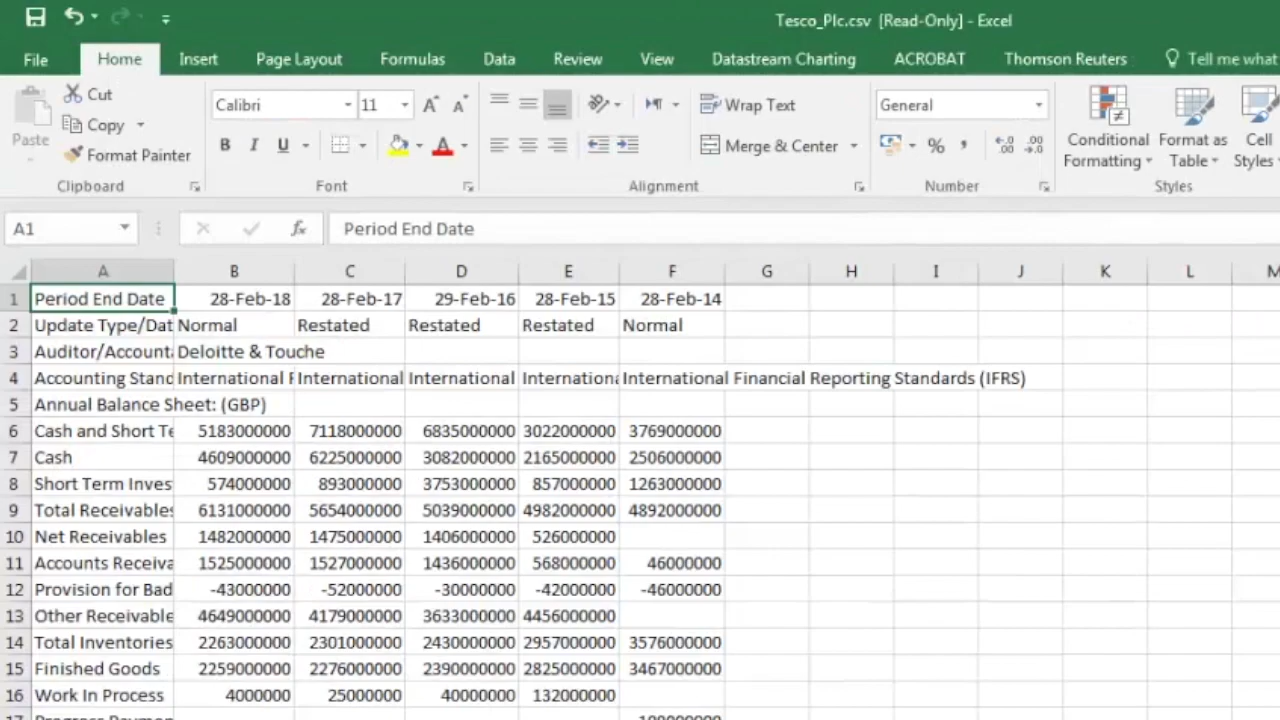 Tesco_Plc.csv [Read-Only] - Excel
File Home Insert Page Layout Formulas Data Review View Datastream Charting ACROBAT Thomson Reuters Tell me what
Paste Cut Calibri 11 Wrap Text General Conditional Formatting Format as Table Cell Styles
Copy
Format Painter B I U Merge & Center % ,
Clipboard Font Alignment Number Styles
A1 fx Period End Date
A B C D E F G H I J K L M
1 Period End Date 28-Feb-18 28-Feb-17 29-Feb-16 28-Feb-15 28-Feb-14
2 Update Type/Dat Normal Restated Restated Restated Normal
3 Auditor/Accounta Deloitte & Touche
4 Accounting Stand International F International International Internationa International Financial Reporting Standards (IFRS)
5 Annual Balance Sheet: (GBP)
6 Cash and Short Te 5183000000 7118000000 6835000000 3022000000 3769000000
7 Cash 4609000000 6225000000 3082000000 2165000000 2506000000
8 Short Term Inves 574000000 893000000 3753000000 857000000 1263000000
9 Total Receivables 6131000000 5654000000 5039000000 4982000000 4892000000
10 Net Receivables 1482000000 1475000000 1406000000 526000000
11 Accounts Receiva 1525000000 1527000000 1436000000 568000000 46000000
12 Provision for Bad -43000000 -52000000 -30000000 -42000000 -46000000
13 Other Receivable 4649000000 4179000000 3633000000 4456000000
14 Total Inventories 2263000000 2301000000 2430000000 2957000000 3576000000
15 Finished Goods 2259000000 2276000000 2390000000 2825000000 3467000000
16 Work In Process 4000000 25000000 40000000 132000000